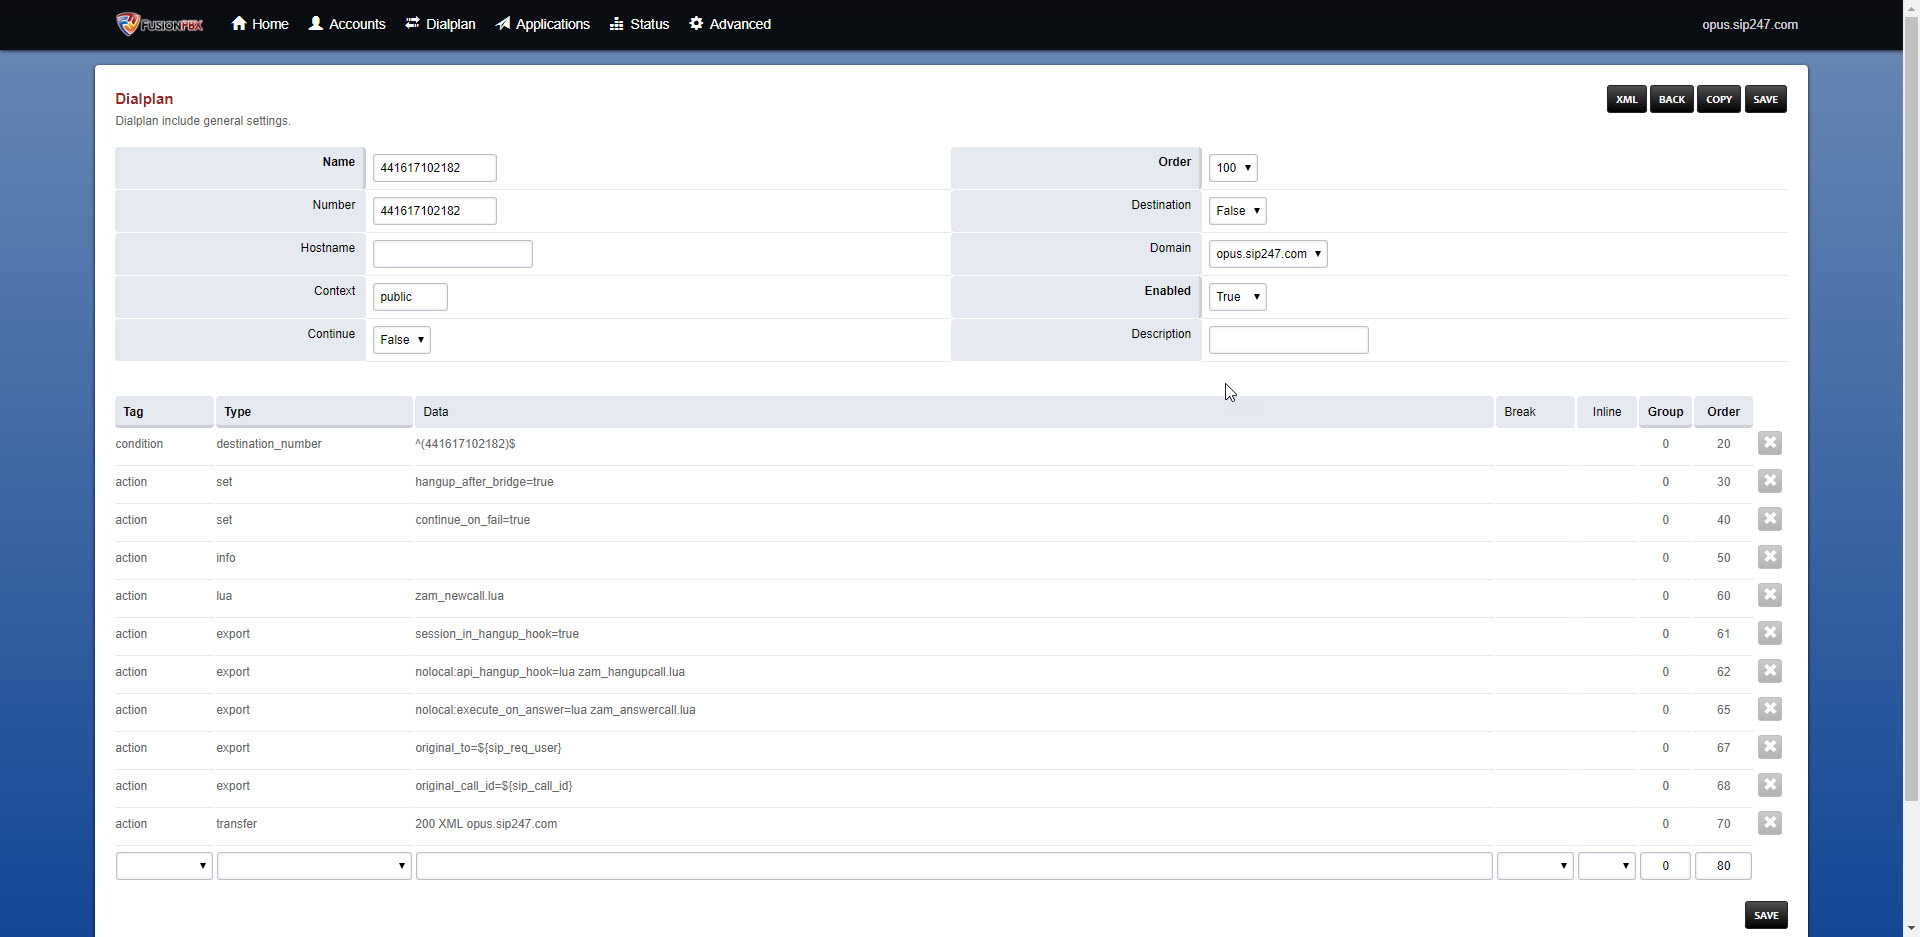 FUSIONPBX Home Accounts Dialplan Applications Status Advanced opus.sip247.com
Dialplan
Dialplan include general settings.
XML BACK COPY SAVE
Name 441617102182 Order 100
Number 441617102182 Destination False
Hostname Domain opus.sip247.com
Context public Enabled True
Continue False Description
Tag Type Data Break Inline Group Order
condition destination_number ^(441617102182)$ 0 20
action set hangup_after_bridge=true 0 30
action set continue_on_fail=true 0 40
action info 0 50
action lua zam_newcall.lua 0 60
action export session_in_hangup_hook=true 0 61
action export nolocal:api_hangup_hook=lua zam_hangupcall.lua 0 62
action export nolocal:execute_on_answer=lua zam_answercall.lua 0 65
action export original_to=${sip_req_user} 0 67
action export original_call_id=${sip_call_id} 0 68
action transfer 200 XML opus.sip247.com 0 70
0 80
SAVE